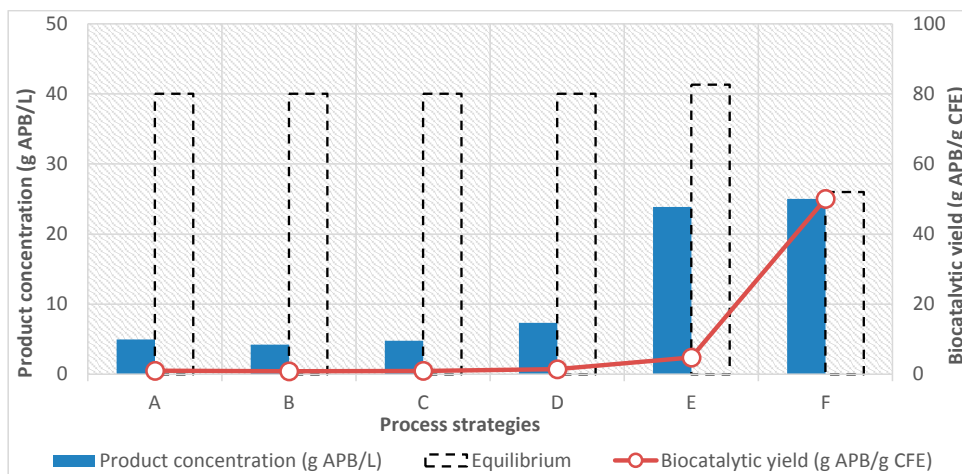 50
40
30
20
10
0
Product concentration (g APB/L)
100
80
60
40
20
0
Biocatalytic yield (g APB/g CFE)
A B C D E F
Process strategies
Product concentration (g APB/L) Equilibrium Biocatalytic yield (g APB/g CFE)